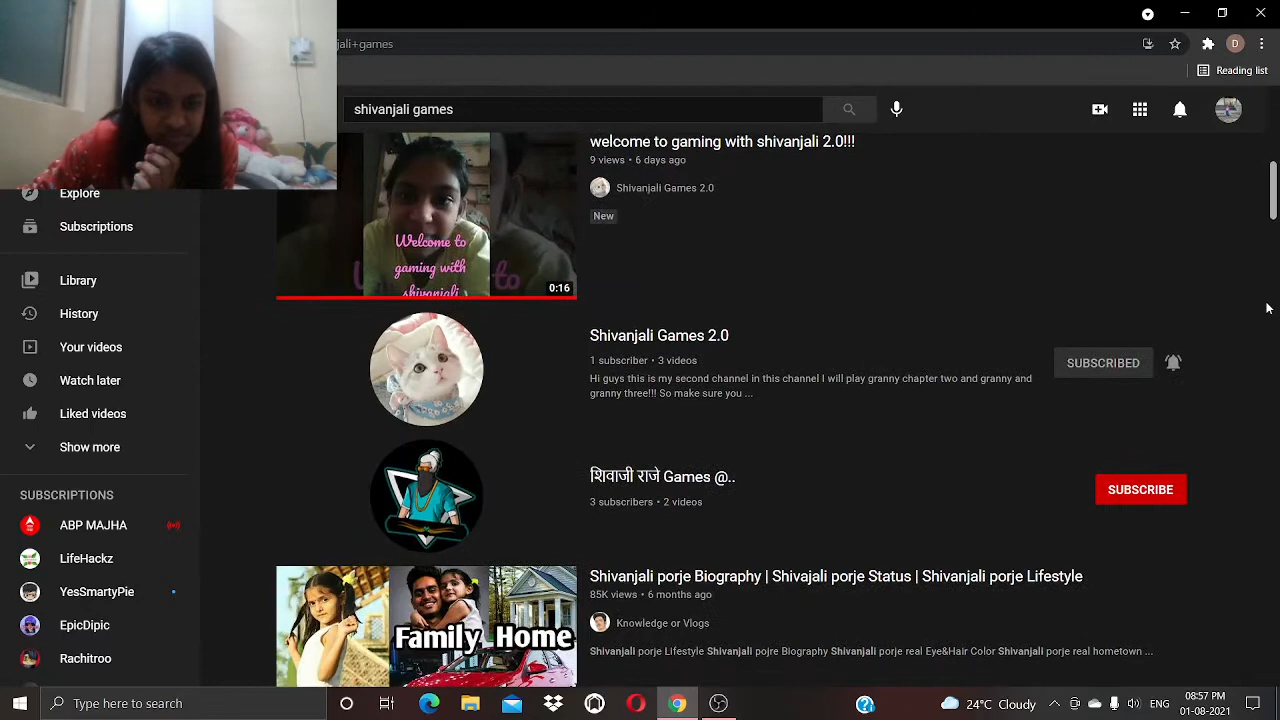 jali+games
D
Reading list
shivanjali games
welcome to gaming with shivanjali 2.0!!!
9 views • 6 days ago
Shivanjali Games 2.0
New
Welcome to
gaming with
shivanjali
0:16
Explore
Subscriptions
Library
History
Your videos
Watch later
Liked videos
Show more
SUBSCRIPTIONS
ABP MAJHA
LifeHackz
YesSmartyPie
EpicDipic
Rachitroo
Shivanjali Games 2.0
1 subscriber • 3 videos
Hi guys this is my second channel in this channel I will play granny chapter two and granny and
granny three!!! So make sure you ...
SUBSCRIBED
शिवाजी राजे Games @..
3 subscribers • 2 videos
SUBSCRIBE
Family Home
Shivanjali porje Biography | Shivajali porje Status | Shivanjali porje Lifestyle
85K views • 6 months ago
Knowledge or Vlogs
Shivanjali porje Lifestyle Shivanjali pojre Biography Shivanjali porje real Eye&Hair Color Shivanjali porje real hometown ...
Type here to search
24°C Cloudy
ENG
08:57 PM
01-08-2021